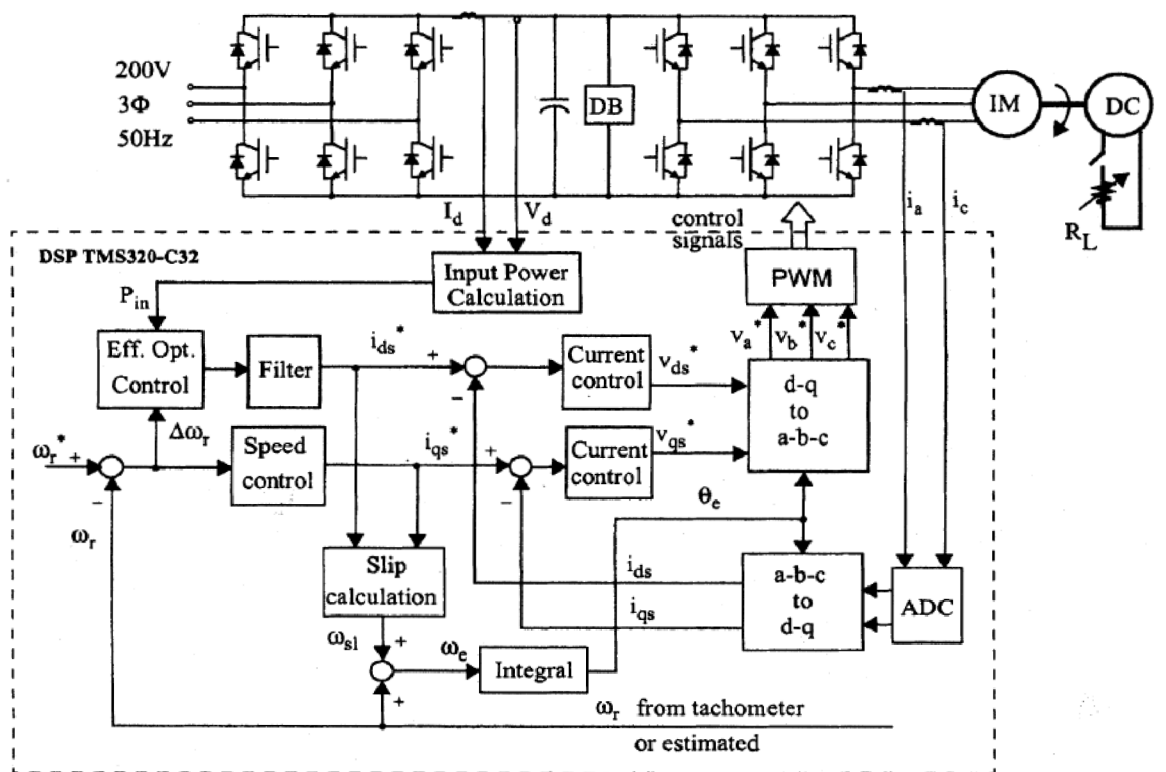 200V
3Φ
50Hz
DB
IM
DC
I_d
V_d
control
signals
i_a
i_c
R_L
DSP TMS320-C32
Input Power
Calculation
PWM
P_in
v_a*
v_b*
v_c*
Eff. Opt.
Control
Filter
i_ds*
+
−
Current
control
v_ds*
d-q
to
a-b-c
ω_r*
+
−
Δω_r
Speed
control
i_qs*
+
−
Current
control
v_qs*
ω_r
θ_e
Slip
calculation
i_ds
i_qs
a-b-c
to
d-q
ADC
ω_sl
+
ω_e
Integral
+
ω_r from tachometer
or estimated